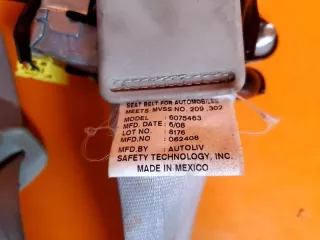 SEAT BELT FOR AUTOMOBILES
MEETS MVSS NO. 209, 302
MODEL : 6075463
MFD. DATE : 6/08
LOT NO. : 8176
MFD.NO : 062408
MFD.BY : AUTOLIV
SAFETY TECHNOLOGY, INC.
MADE IN MEXICO